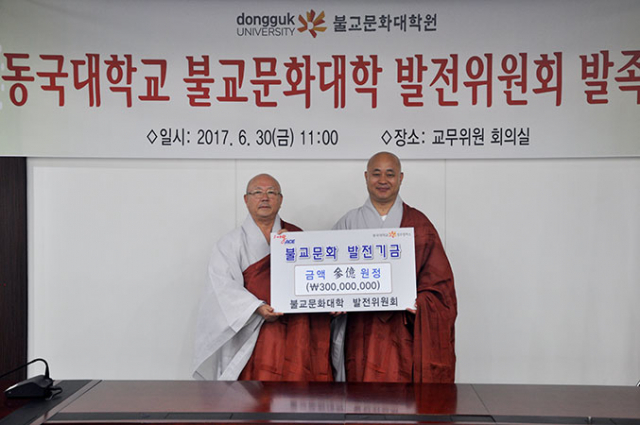 dongguk 불교문화대학원
UNIVERSITY
동국대학교 불교문화대학 발전위원회 발족
◇일시: 2017. 6. 30(금) 11:00 ◇장소: 교무위원 회의실
불교문화 발전기금
금액 參億 원정
(₩300,000,000)
불교문화대학 발전위원회